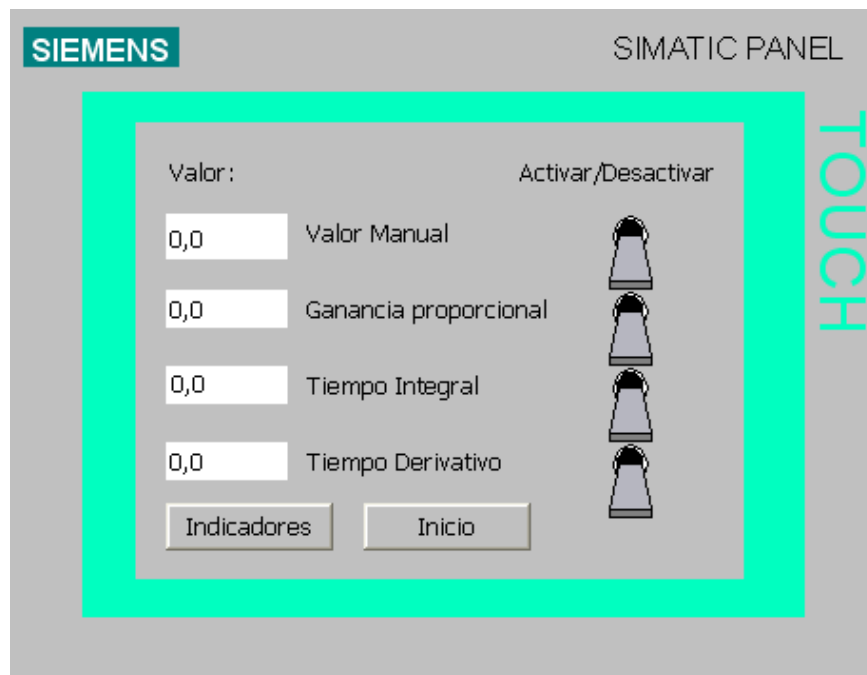 SIEMENS SIMATIC PANEL
TOUCH
Valor: Activar/Desactivar
0,0 Valor Manual
0,0 Ganancia proporcional
0,0 Tiempo Integral
0,0 Tiempo Derivativo
Indicadores Inicio